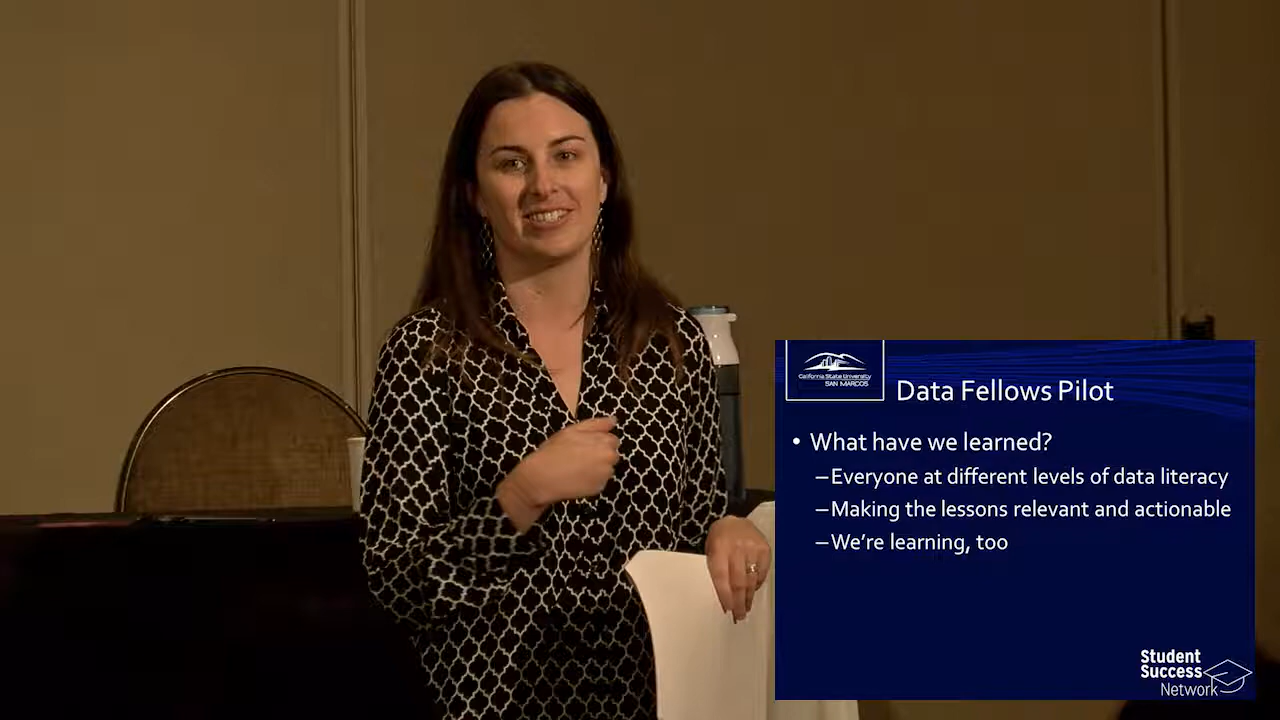 California State University
SAN MARCOS
Data Fellows Pilot
• What have we learned?
–Everyone at different levels of data literacy
–Making the lessons relevant and actionable
–We're learning, too
Student
Success
Network